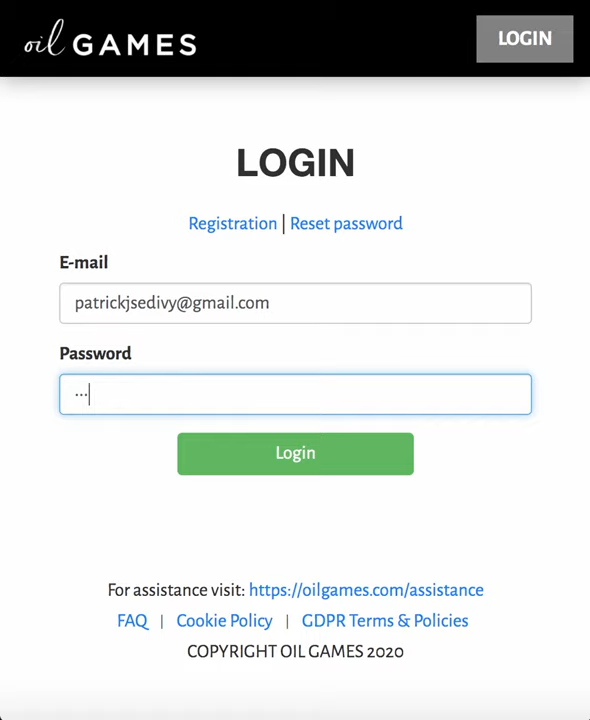 oil GAMES
LOGIN
LOGIN
Registration | Reset password
E-mail
patrickjsedivy@gmail.com
Password
···
Login
For assistance visit: https://oilgames.com/assistance
FAQ | Cookie Policy | GDPR Terms & Policies
COPYRIGHT OIL GAMES 2020